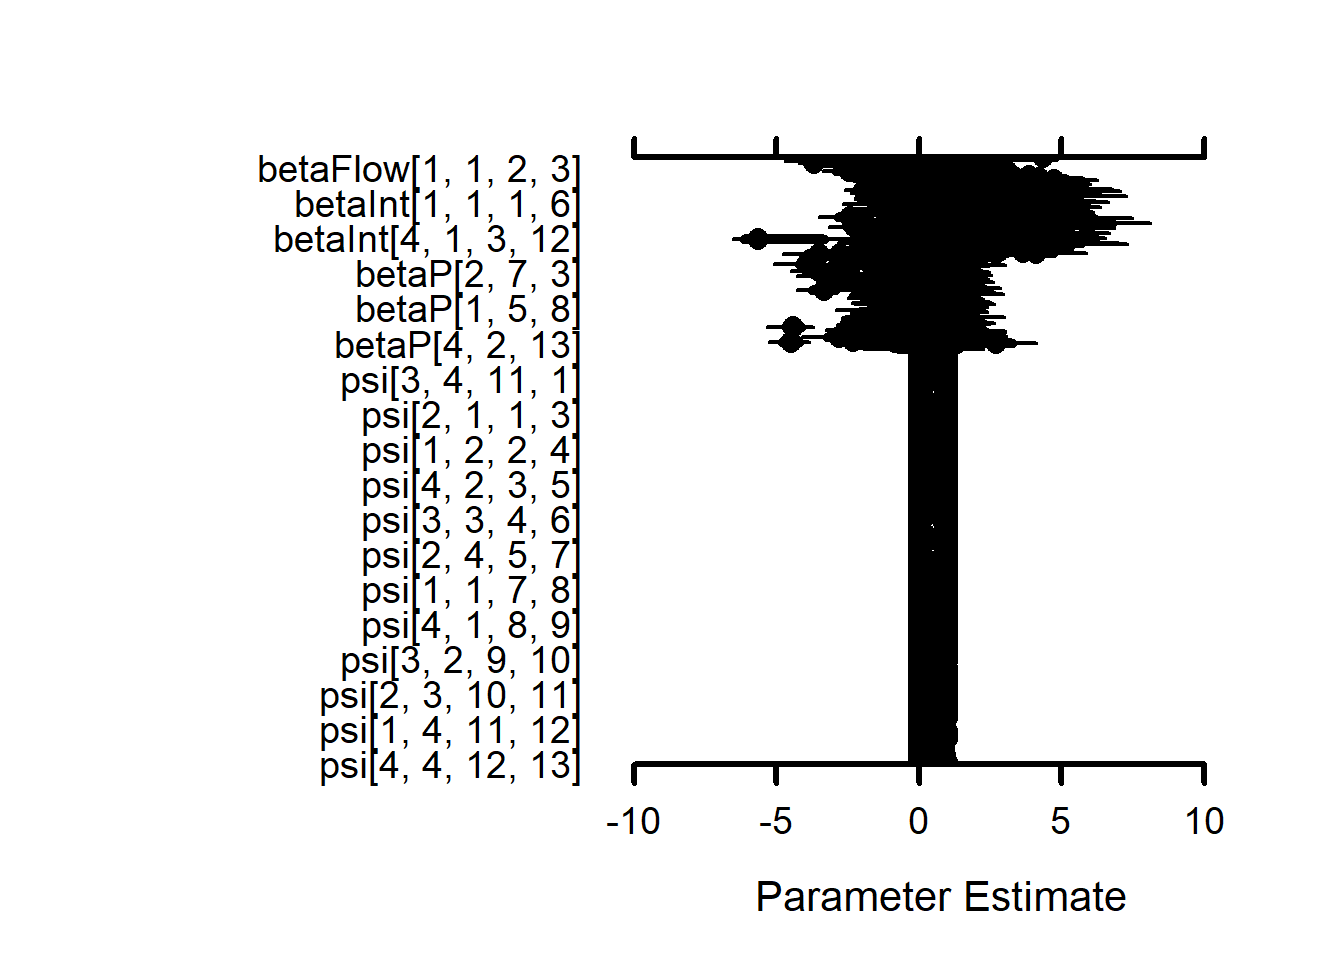 betaFlow[1, 1, 2, 3]
betaInt[1, 1, 1, 6]
betaInt[4, 1, 3, 12]
betaP[2, 7, 3]
betaP[1, 5, 8]
betaP[4, 2, 13]
psi[3, 4, 11, 1]
psi[2, 1, 1, 3]
psi[1, 2, 2, 4]
psi[4, 2, 3, 5]
psi[3, 3, 4, 6]
psi[2, 4, 5, 7]
psi[1, 1, 7, 8]
psi[4, 1, 8, 9]
psi[3, 2, 9, 10]
psi[2, 3, 10, 11]
psi[1, 4, 11, 12]
psi[4, 4, 12, 13]
-10 -5 0 5 10
Parameter Estimate